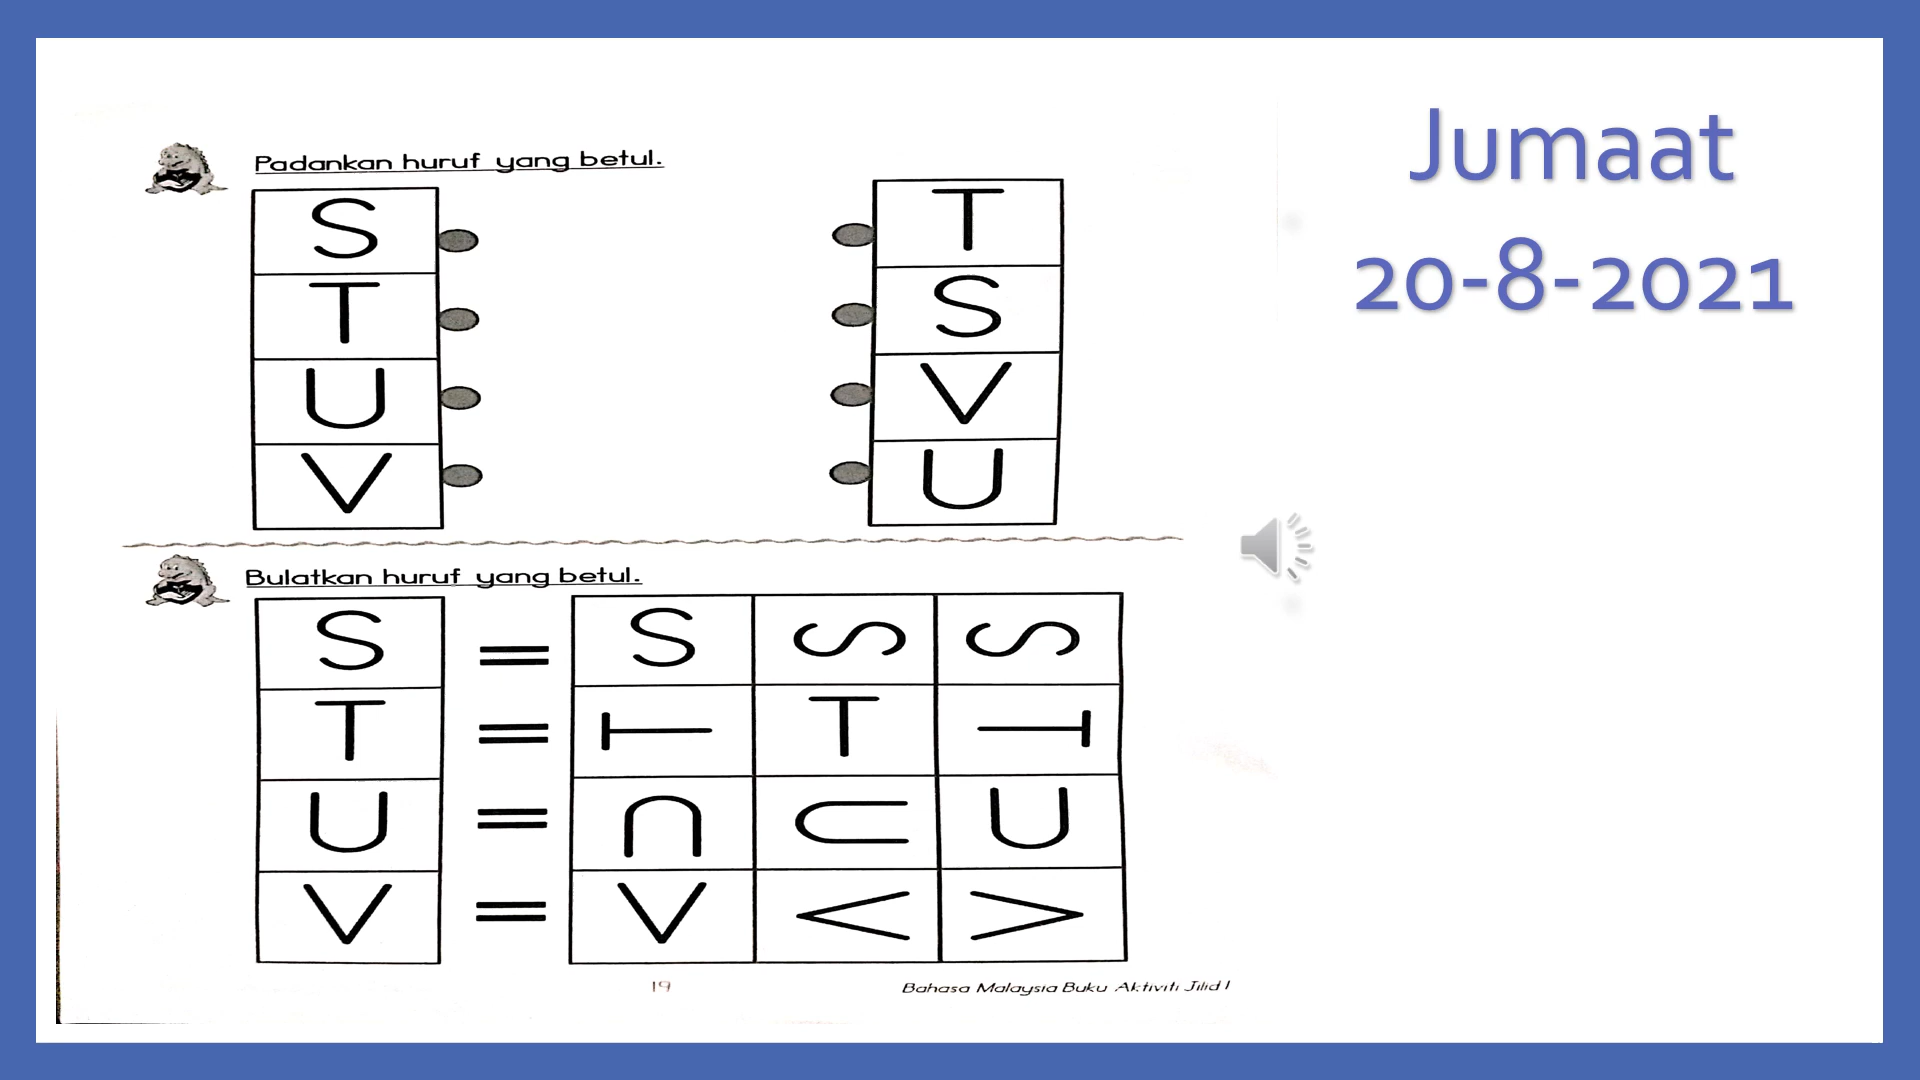 Jumaat
20-8-2021
Padankan huruf yang betul.
S T
T S
U V
V U
Bulatkan huruf yang betul.
S = S S S
T = T T T
U = U U U
V = V V V
19
Bahasa Malaysia Buku Aktiviti Jilid 1